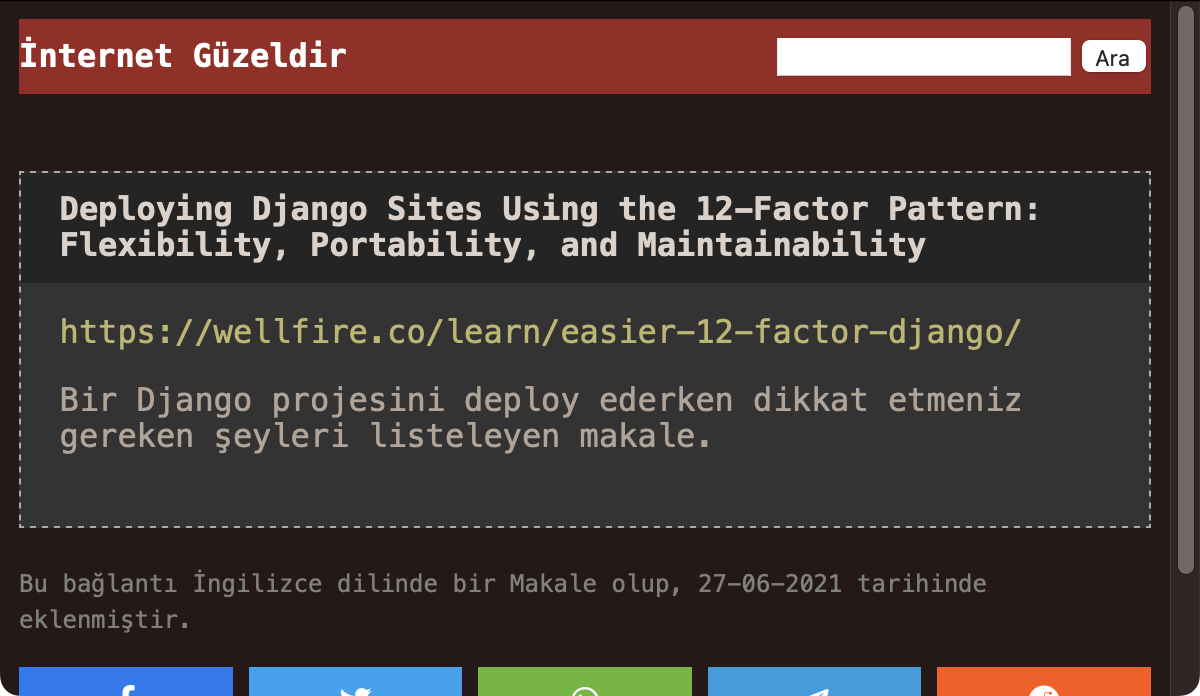 İnternet Güzeldir
Ara
Deploying Django Sites Using the 12-Factor Pattern:
Flexibility, Portability, and Maintainability
https://wellfire.co/learn/easier-12-factor-django/
Bir Django projesini deploy ederken dikkat etmeniz
gereken şeyleri listeleyen makale.
Bu bağlantı İngilizce dilinde bir Makale olup, 27-06-2021 tarihinde
eklenmiştir.